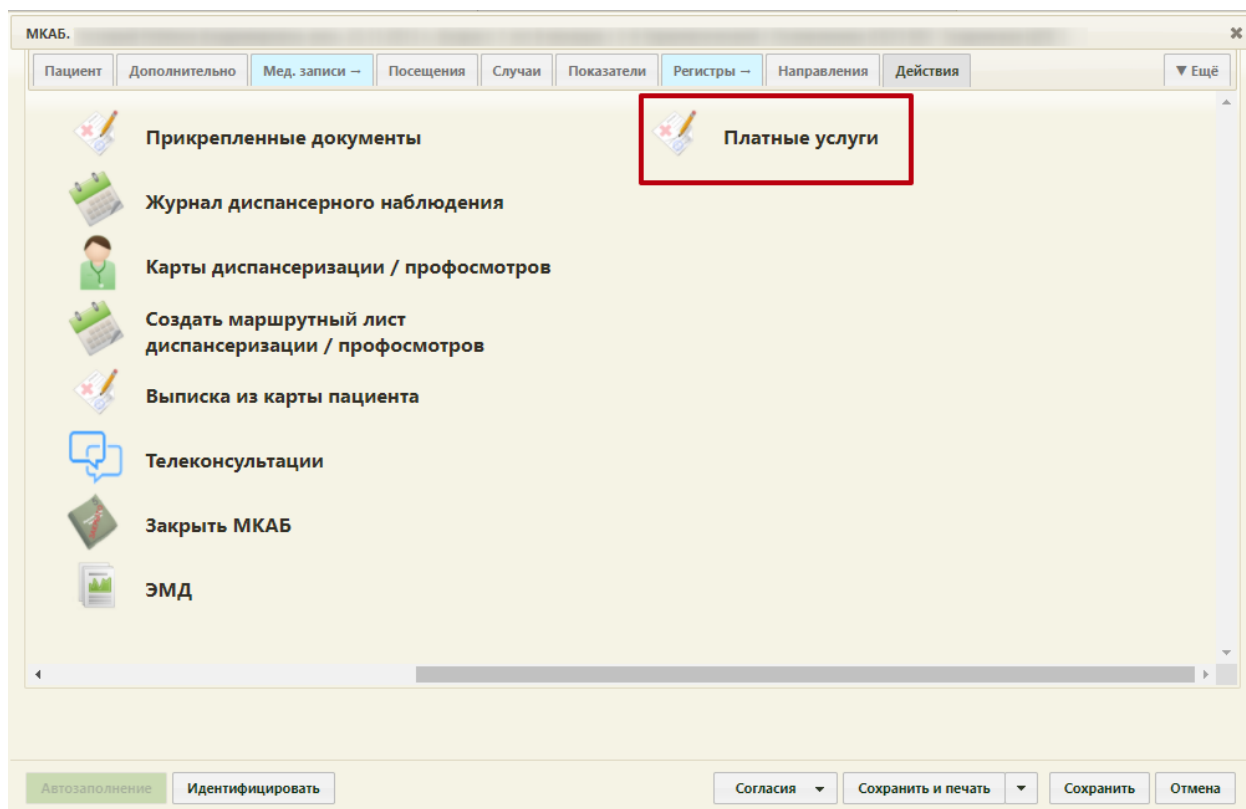 МКАБ.
Пациент Дополнительно Мед. записи → Посещения Случаи Показатели Регистры → Направления Действия ▼ Ещё
Прикрепленные документы Платные услуги
Журнал диспансерного наблюдения
Карты диспансеризации / профосмотров
Создать маршрутный лист
диспансеризации / профосмотров
Выписка из карты пациента
Телеконсультации
Закрыть МКАБ
ЭМД
Автозаполнение Идентифицировать Согласия Сохранить и печать Сохранить Отмена